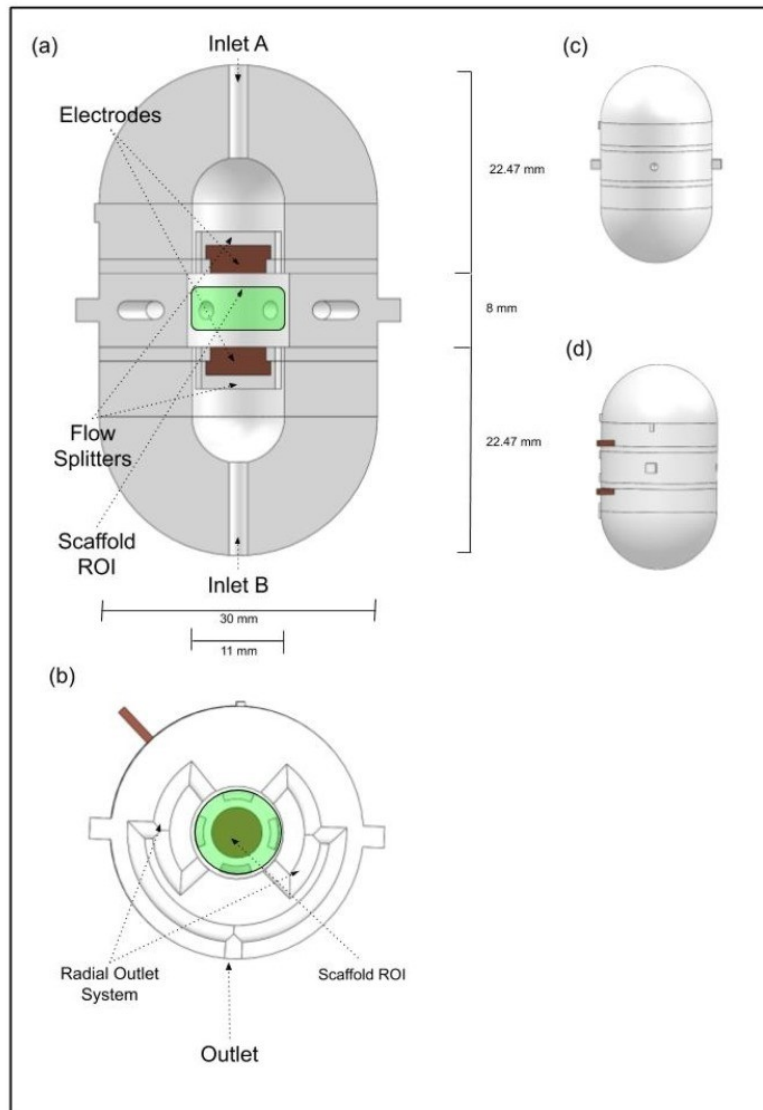 (a)
Inlet A
(c)
Electrodes
22.47 mm
8 mm
(d)
Flow
Splitters
22.47 mm
Scaffold
ROI
Inlet B
30 mm
11 mm
(b)
Radial Outlet
System
Scaffold ROI
Outlet